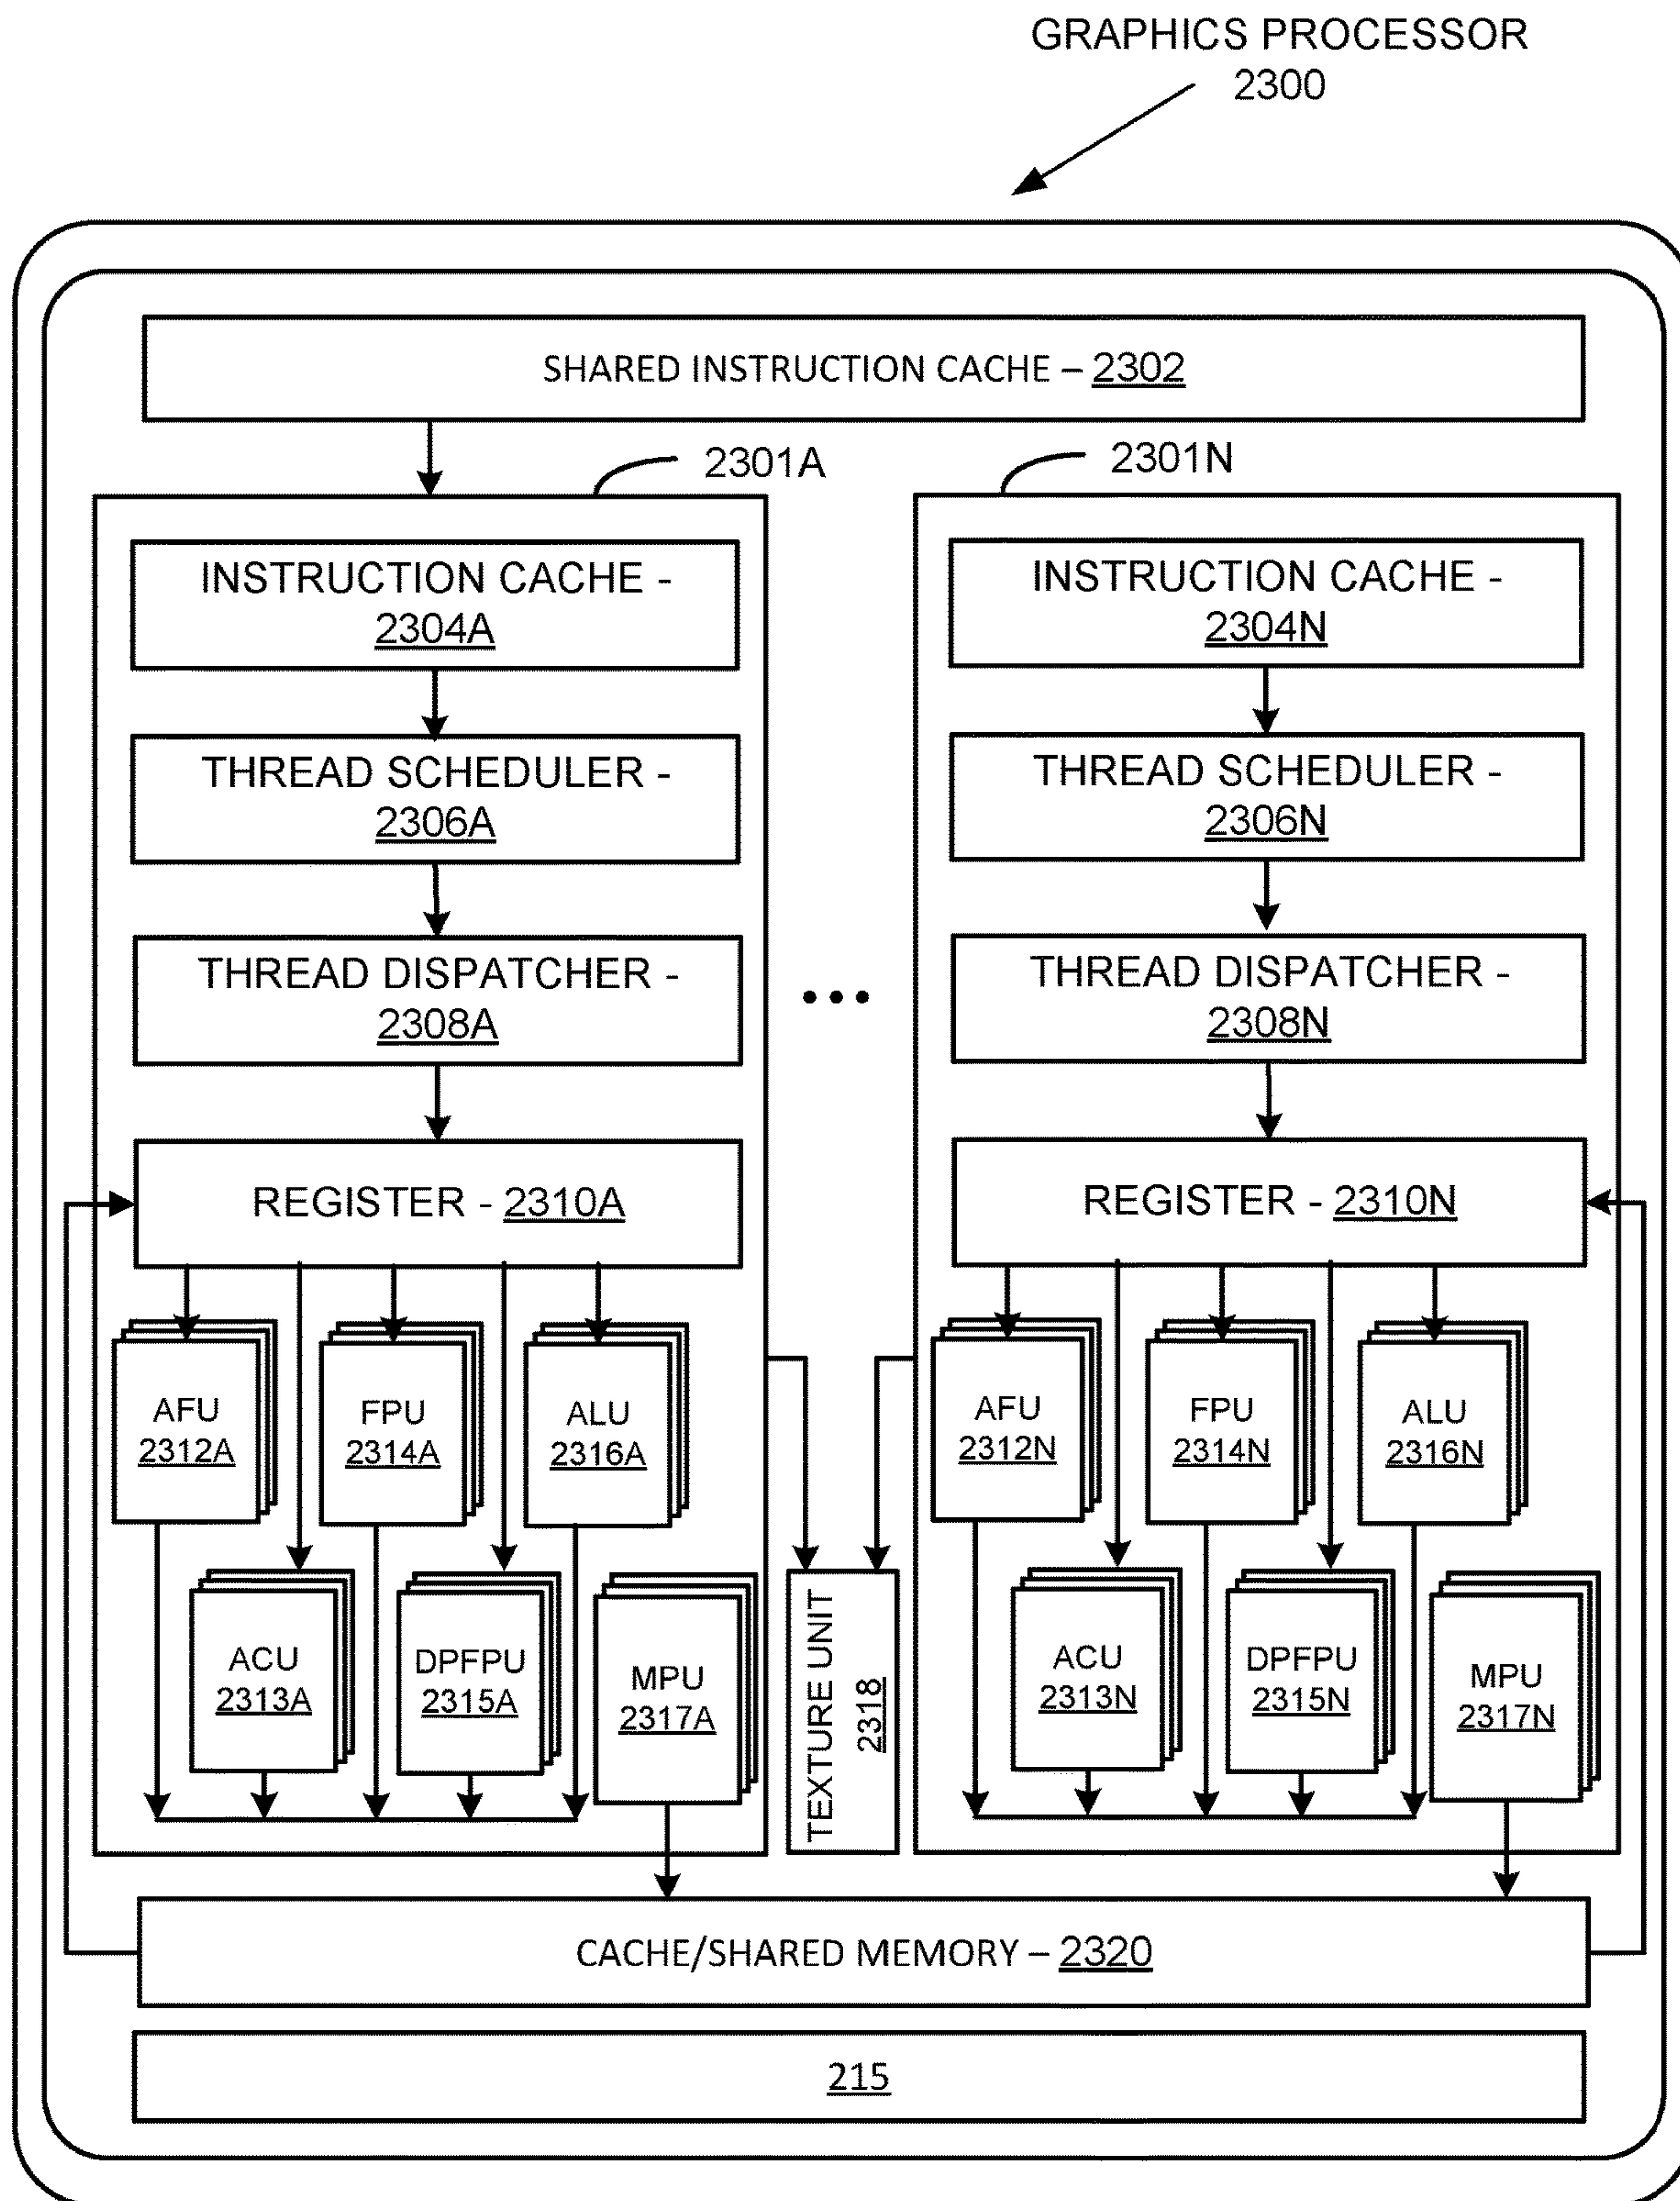 GRAPHICS PROCESSOR
2300
SHARED INSTRUCTION CACHE – 2302
2301A
INSTRUCTION CACHE -
2304A
THREAD SCHEDULER -
2306A
THREAD DISPATCHER -
2308A
REGISTER - 2310A
AFU
2312A
FPU
2314A
ALU
2316A
ACU
2313A
DPFPU
2315A
MPU
2317A
...
TEXTURE UNIT
2318
2301N
INSTRUCTION CACHE -
2304N
THREAD SCHEDULER -
2306N
THREAD DISPATCHER -
2308N
REGISTER - 2310N
AFU
2312N
FPU
2314N
ALU
2316N
ACU
2313N
DPFPU
2315N
MPU
2317N
CACHE/SHARED MEMORY – 2320
215